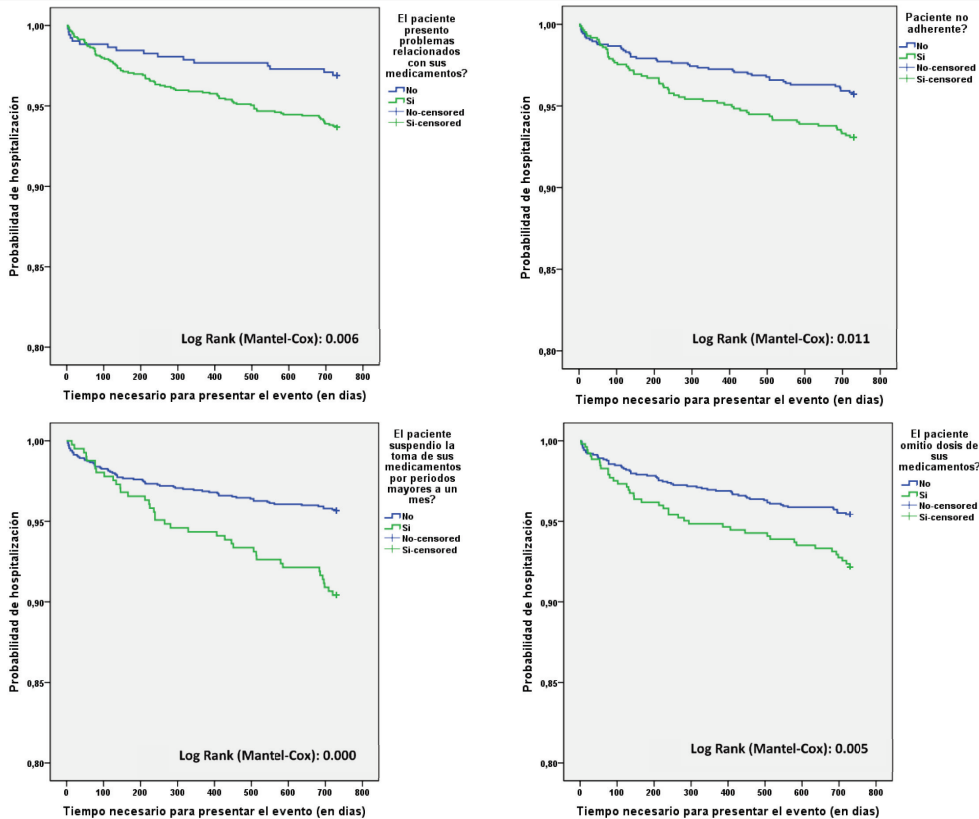 El paciente
presento
problemas
relacionados
con sus
medicamentos?
No
Si
No-censored
Si-censored
Probabilidad de hospitalización
1,00
0,95
0,90
0,85
0,80
Log Rank (Mantel-Cox): 0.006
0 100 200 300 400 500 600 700 800
Tiempo necesario para presentar el evento (en dias)
Paciente no
adherente?
No
Si
No-censored
Si-censored
Probabilidad de hospitalización
1,00
0,95
0,90
0,85
0,80
Log Rank (Mantel-Cox): 0.011
0 100 200 300 400 500 600 700 800
Tiempo necesario para presentar el evento (en dias)
El paciente
suspendio la
toma de sus
medicamentos
por periodos
mayores a un
mes?
No
Si
No-censored
Si-censored
Probabilidad de hospitalización
1,00
0,95
0,90
0,85
0,80
Log Rank (Mantel-Cox): 0.000
0 100 200 300 400 500 600 700 800
Tiempo necesario para presentar el evento (en dias)
El paciente
omitio dosis de
sus
medicamentos?
No
Si
No-censored
Si-censored
Probabilidad de hospitalización
1,00
0,95
0,90
0,85
0,80
Log Rank (Mantel-Cox): 0.005
0 100 200 300 400 500 600 700 800
Tiempo necesario para presentar el evento (en dias)